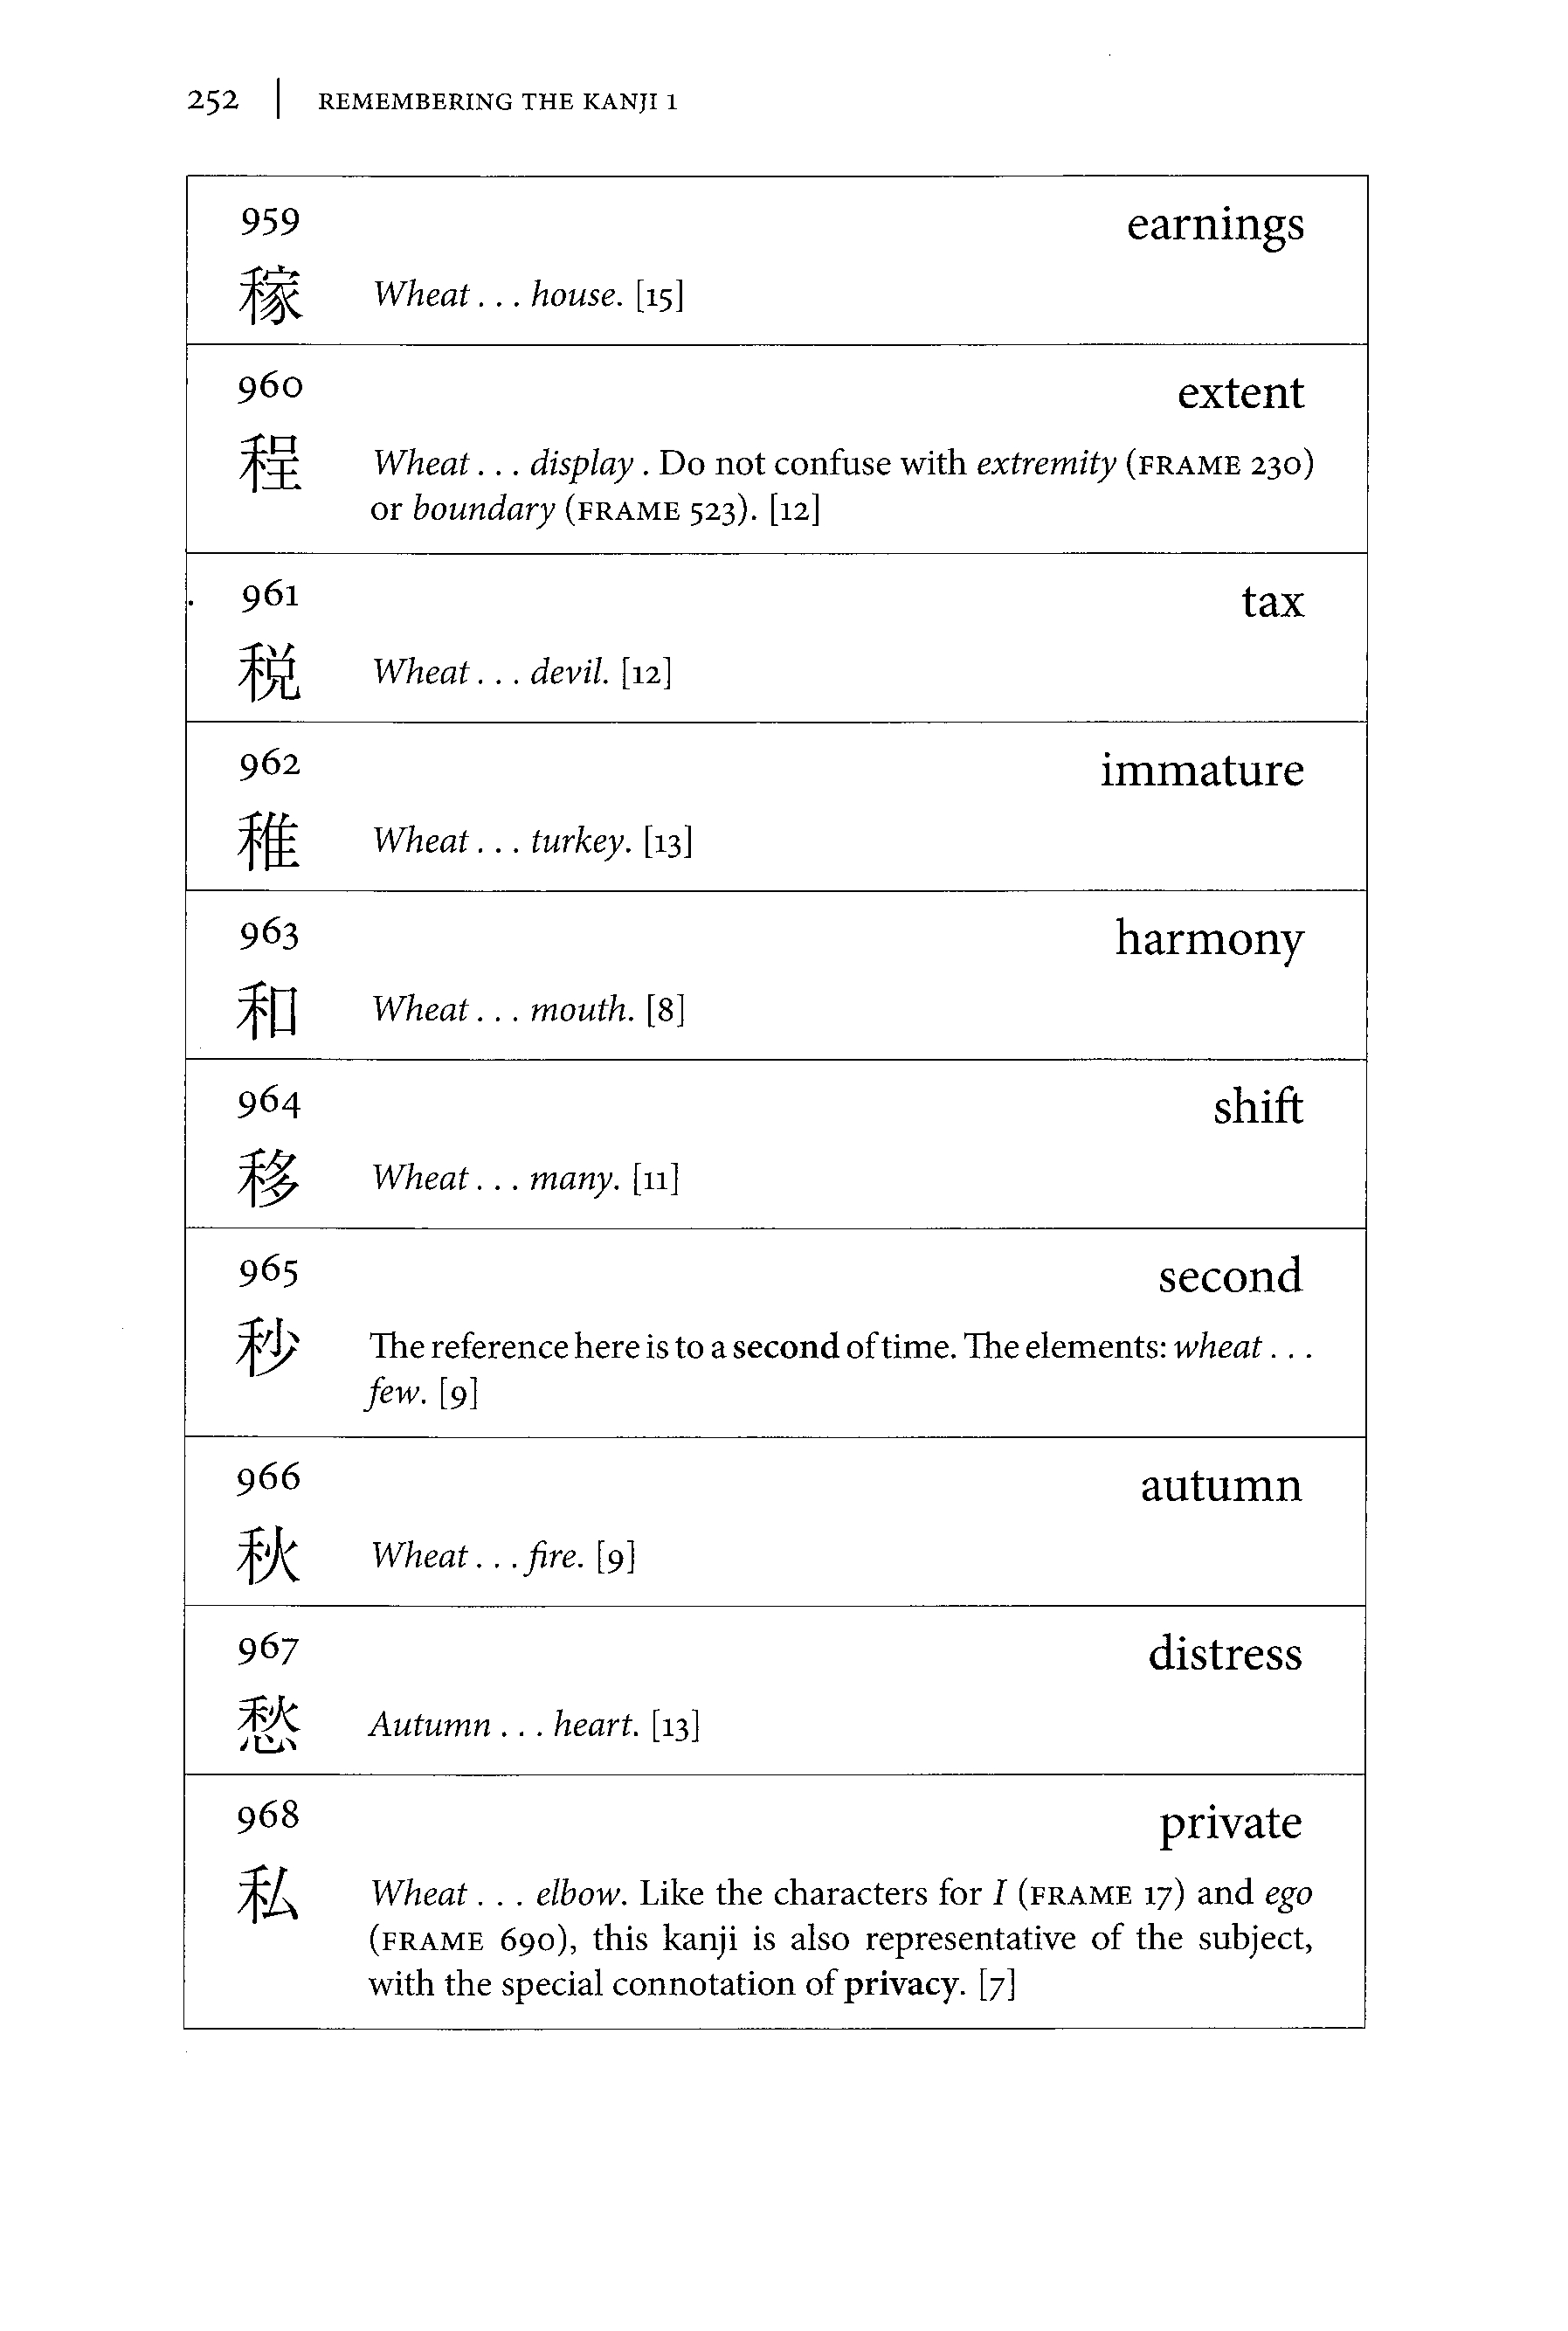 252 | REMEMBERING THE KANJI 1
959 earnings
稼 Wheat . . . house. [15]
960 extent
程 Wheat . . . display . Do not confuse with extremity (FRAME 230)
or boundary (FRAME 523). [12]
961 tax
税 Wheat . . . devil. [12]
962 immature
稚 Wheat . . . turkey. [13]
963 harmony
和 Wheat . . . mouth. [8]
964 shift
移 Wheat . . . many. [11]
965 second
秒 The reference here is to a second of time. The elements: wheat . . .
few. [9]
966 autumn
秋 Wheat . . . fire. [9]
967 distress
愁 Autumn . . . heart. [13]
968 private
私 Wheat . . . elbow. Like the characters for I (FRAME 17) and ego
(FRAME 690), this kanji is also representative of the subject,
with the special connotation of privacy. [7]